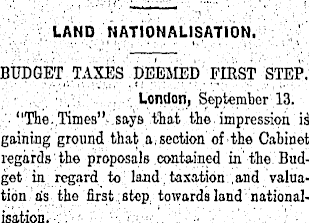 LAND NATIONALISATION.
BUDGET TAXES DEEMED FIRST STEP.
London, September 13.
"The Times" says that the impression is
gaining ground that a section of the Cabinet
regards the proposals contained in the Bud-
get in regard to land taxation and valua-
tion as the first step towards land national-
isation.